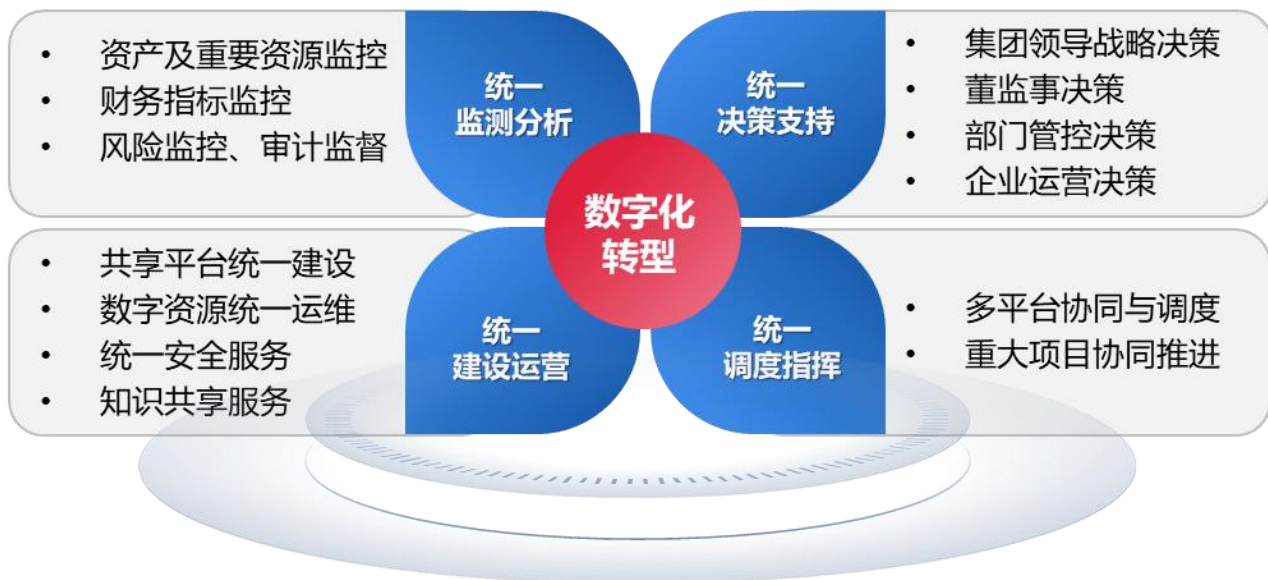 • 资产及重要资源监控
• 财务指标监控
• 风险监控、审计监督
统一
监测分析
统一
决策支持
• 集团领导战略决策
• 董监事决策
• 部门管控决策
• 企业运营决策
数字化
转型
• 共享平台统一建设
• 数字资源统一运维
• 统一安全服务
• 知识共享服务
统一
建设运营
统一
调度指挥
• 多平台协同与调度
• 重大项目协同推进